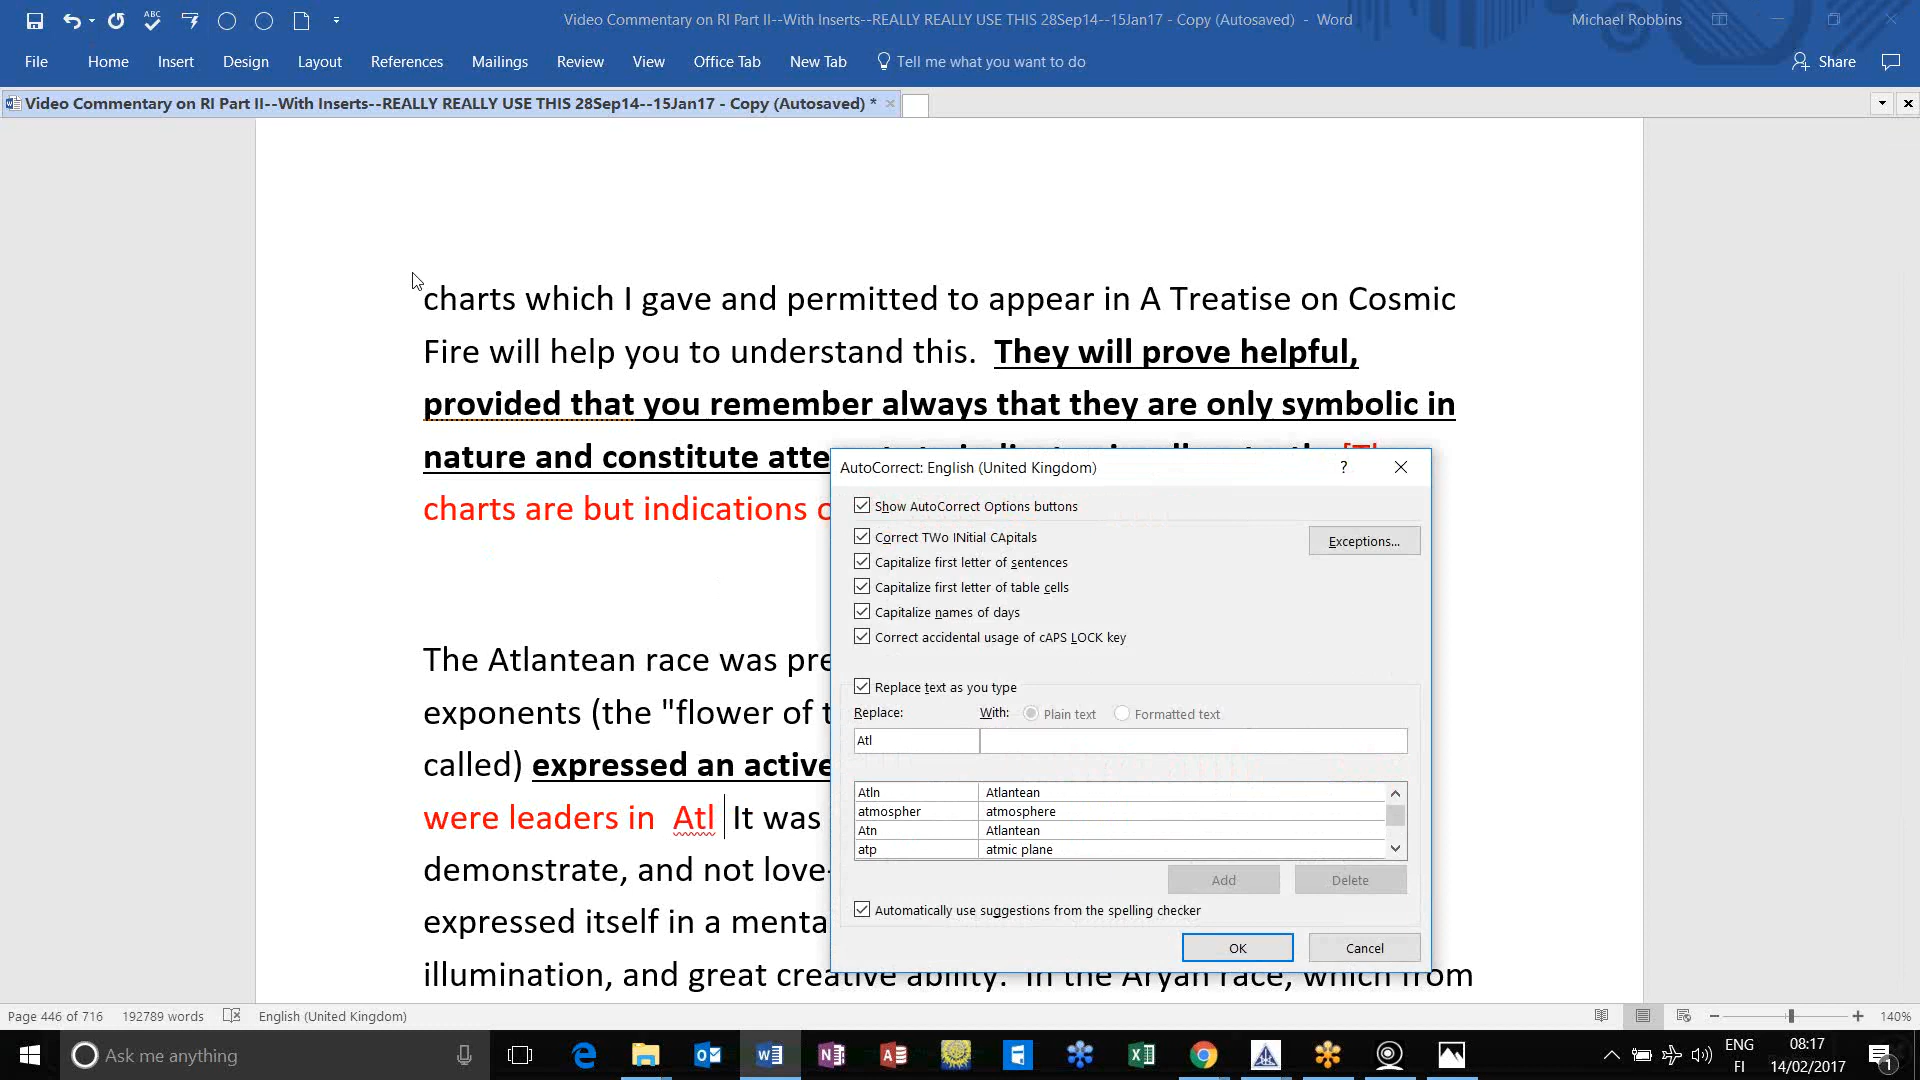 Video Commentary on RI Part II--With Inserts--REALLY REALLY USE THIS 28Sep14--15Jan17 - Copy (Autosaved) - Word
Michael Robbins
File Home Insert Design Layout References Mailings Review View Office Tab New Tab Tell me what you want to do
Share
Video Commentary on RI Part II--With Inserts--REALLY REALLY USE THIS 28Sep14--15Jan17 - Copy (Autosaved) *
charts which I gave and permitted to appear in A Treatise on Cosmic
Fire will help you to understand this. They will prove helpful,
provided that you remember always that they are only symbolic in
nature and constitute
charts are but indications
The Atlantean race was
exponents (the "flower of
called) expressed an active
were leaders in Atl It was
demonstrate, and not love-
expressed itself in a
illumination, and great creative ability. In the Aryan race, which from
AutoCorrect: English (United Kingdom)
?
Show AutoCorrect Options buttons
Correct TWo INitial CApitals
Exceptions...
Capitalize first letter of sentences
Capitalize first letter of table cells
Capitalize names of days
Correct accidental usage of cAPS LOCK key
Replace text as you type
Replace: With: Plain text Formatted text
Atl
Atln Atlantean
atmospher atmosphere
Atn Atlantean
atp atmic plane
Add Delete
Automatically use suggestions from the spelling checker
OK Cancel
Page 446 of 716 192789 words English (United Kingdom)
140%
Ask me anything
ENG
FI
08:17
14/02/2017
1